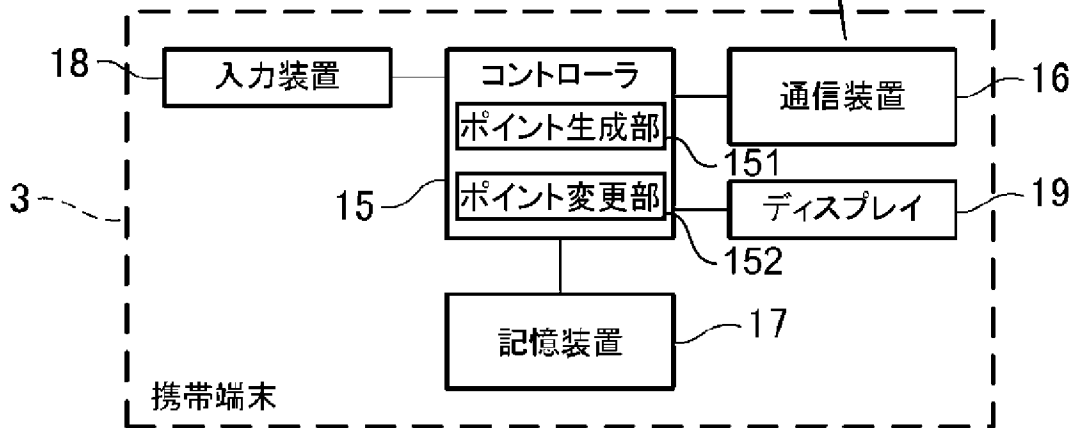 18
入力装置
コントローラ
通信装置
16
ポイント生成部
151
3
15
ポイント変更部
152
ディスプレイ
19
記憶装置
17
携帯端末